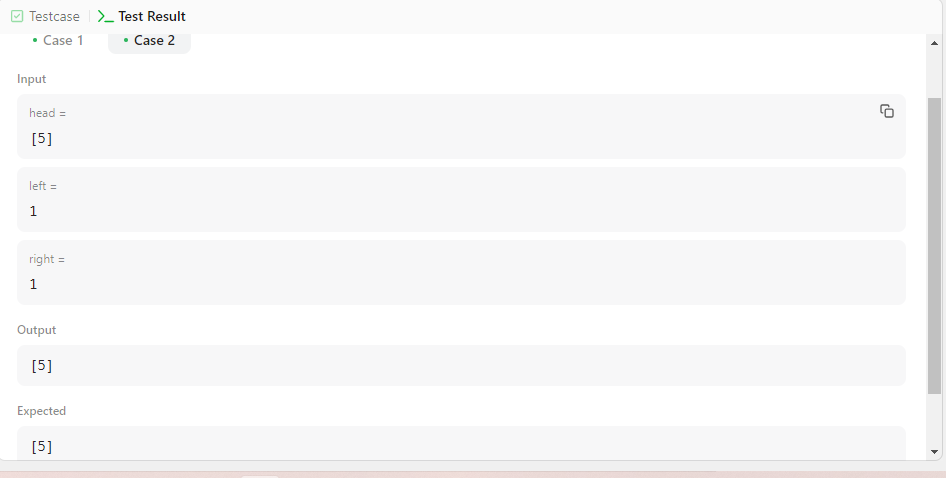 Testcase
Test Result
Case 1
Case 2
Input
head =
[5]
left =
1
right =
1
Output
[5]
Expected
[5]